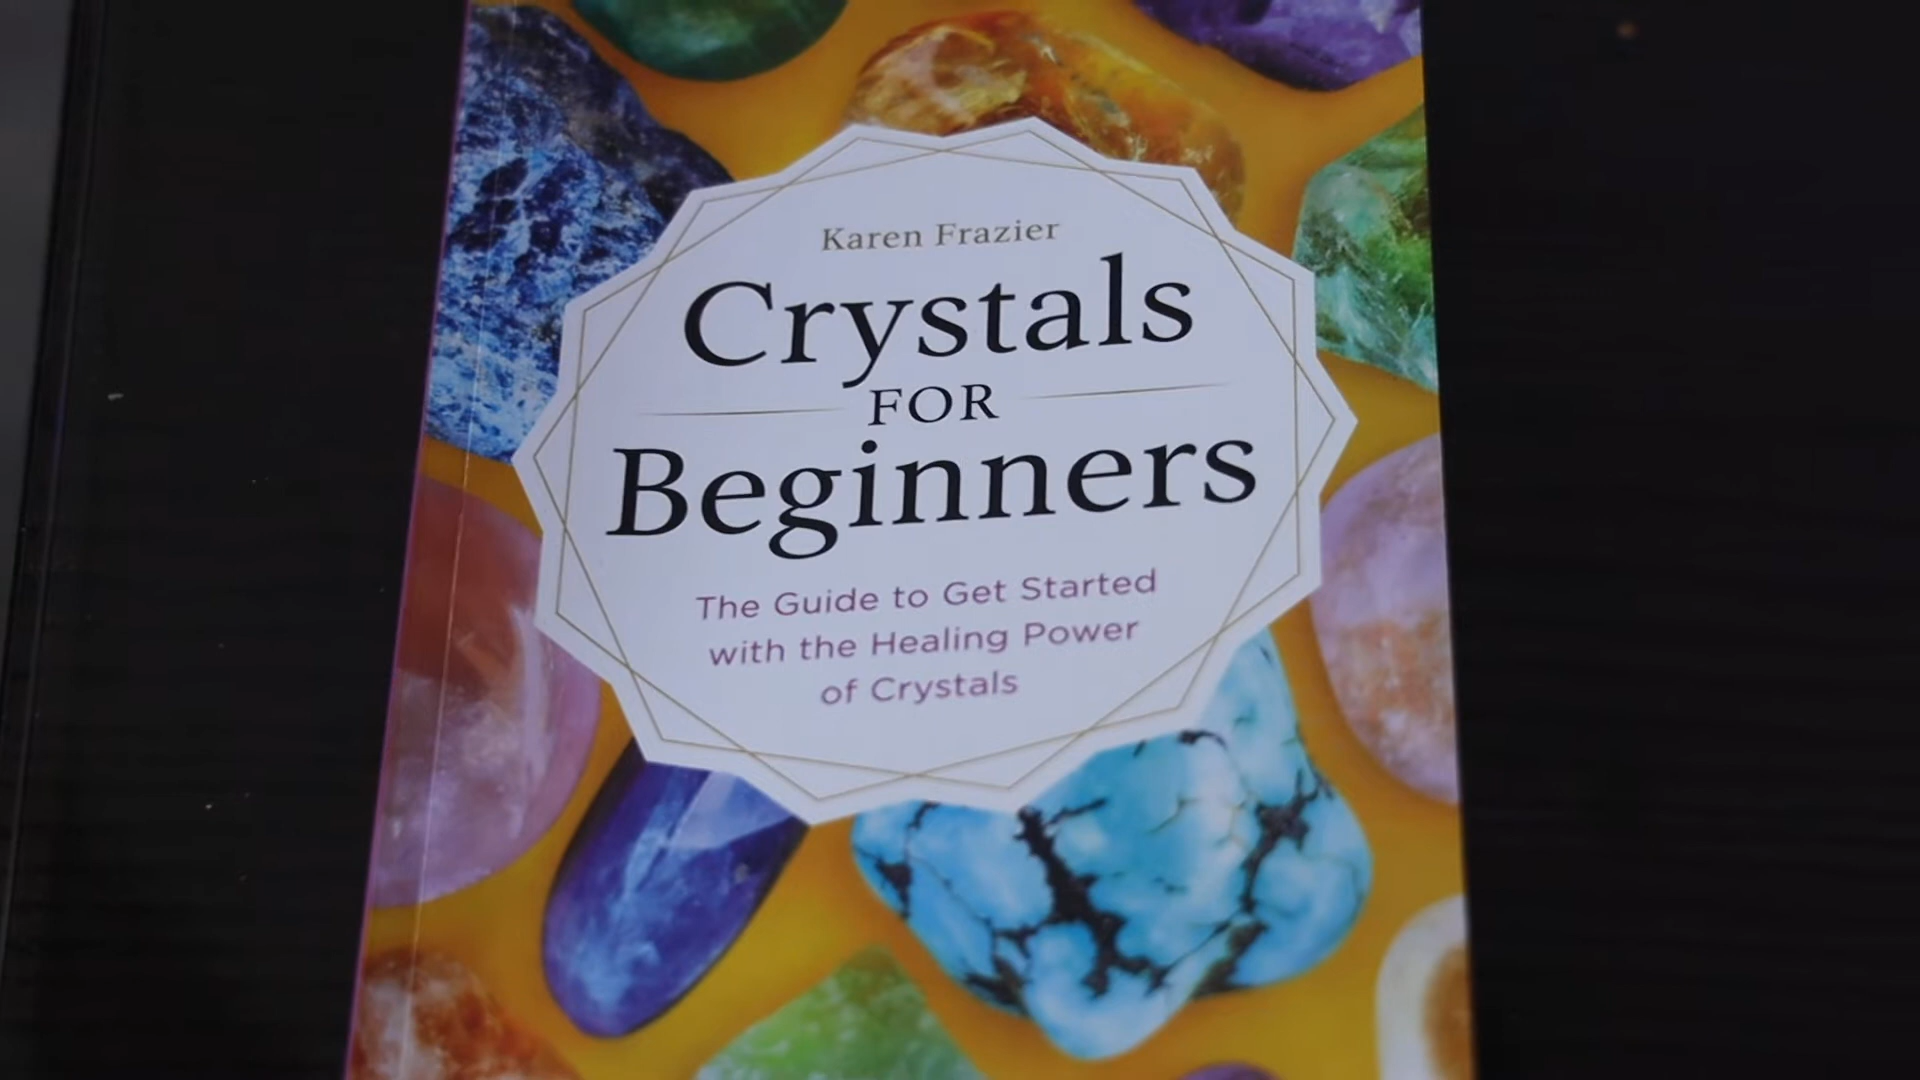 Karen Frazier
Crystals
FOR
Beginners
The Guide to Get Started
with the Healing Power
of Crystals